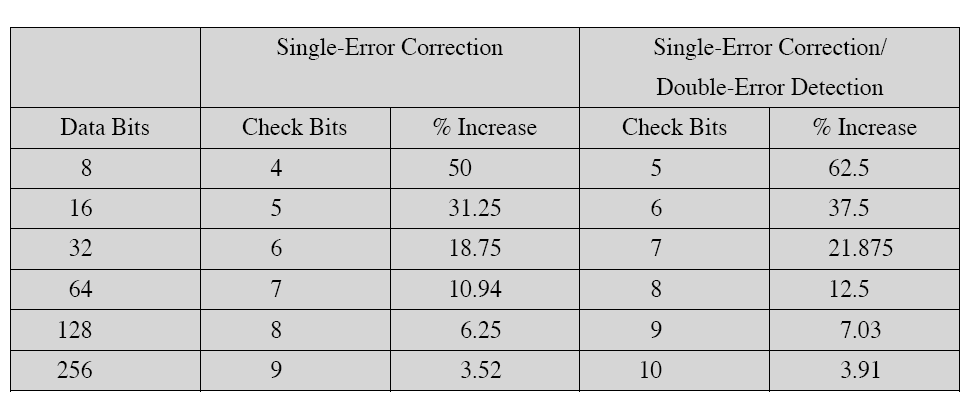 Single-Error Correction Single-Error Correction/
Double-Error Detection
Data Bits Check Bits % Increase Check Bits % Increase
8 4 50 5 62.5
16 5 31.25 6 37.5
32 6 18.75 7 21.875
64 7 10.94 8 12.5
128 8 6.25 9 7.03
256 9 3.52 10 3.91